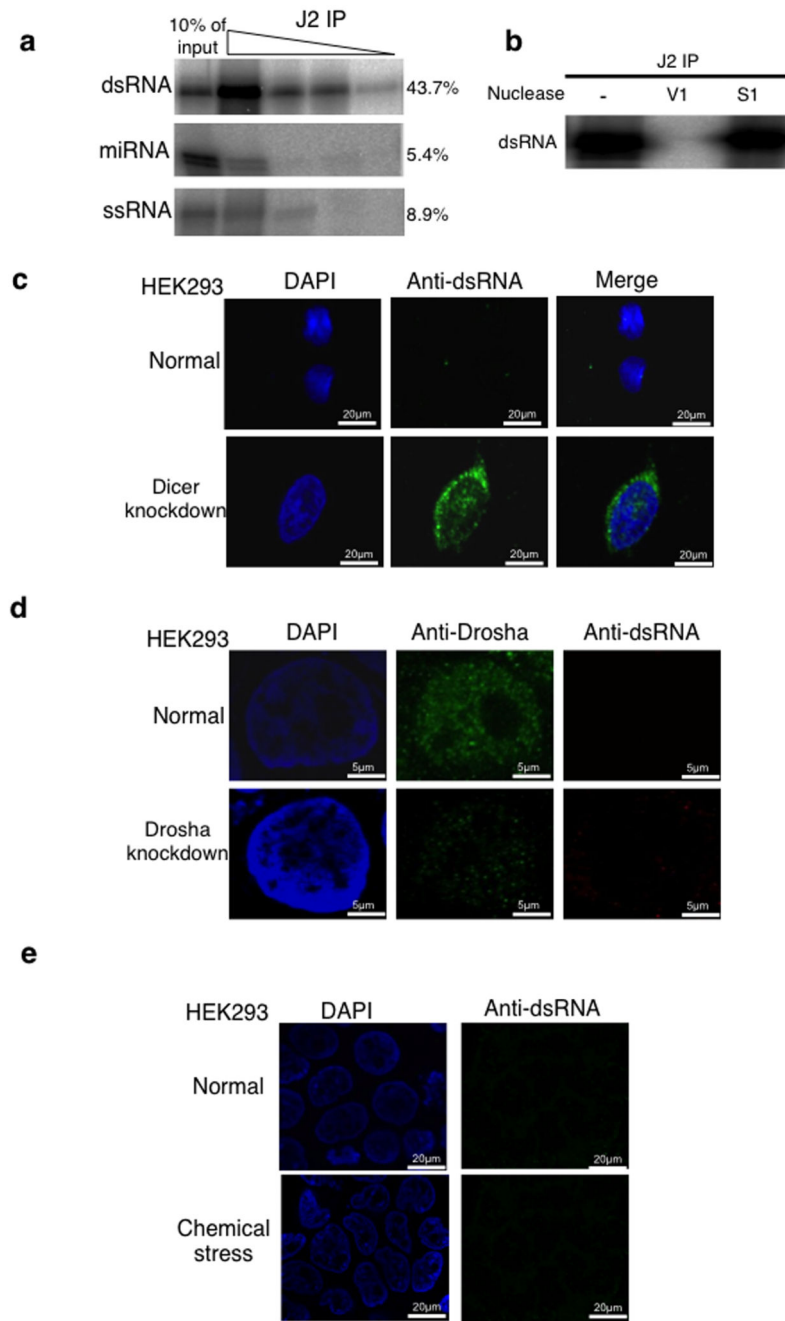 a
10% of
input
J2 IP
dsRNA
43.7%
miRNA
5.4%
ssRNA
8.9%
b
J2 IP
Nuclease - V1 S1
dsRNA
c
HEK293 DAPI Anti-dsRNA Merge
Normal
20µm 20µm 20µm
Dicer
knockdown
20µm 20µm 20µm
d
HEK293 DAPI Anti-Drosha Anti-dsRNA
Normal
5µm 5µm 5µm
Drosha
knockdown
5µm 5µm 5µm
e
HEK293 DAPI Anti-dsRNA
Normal
20µm 20µm
Chemical
stress
20µm 20µm